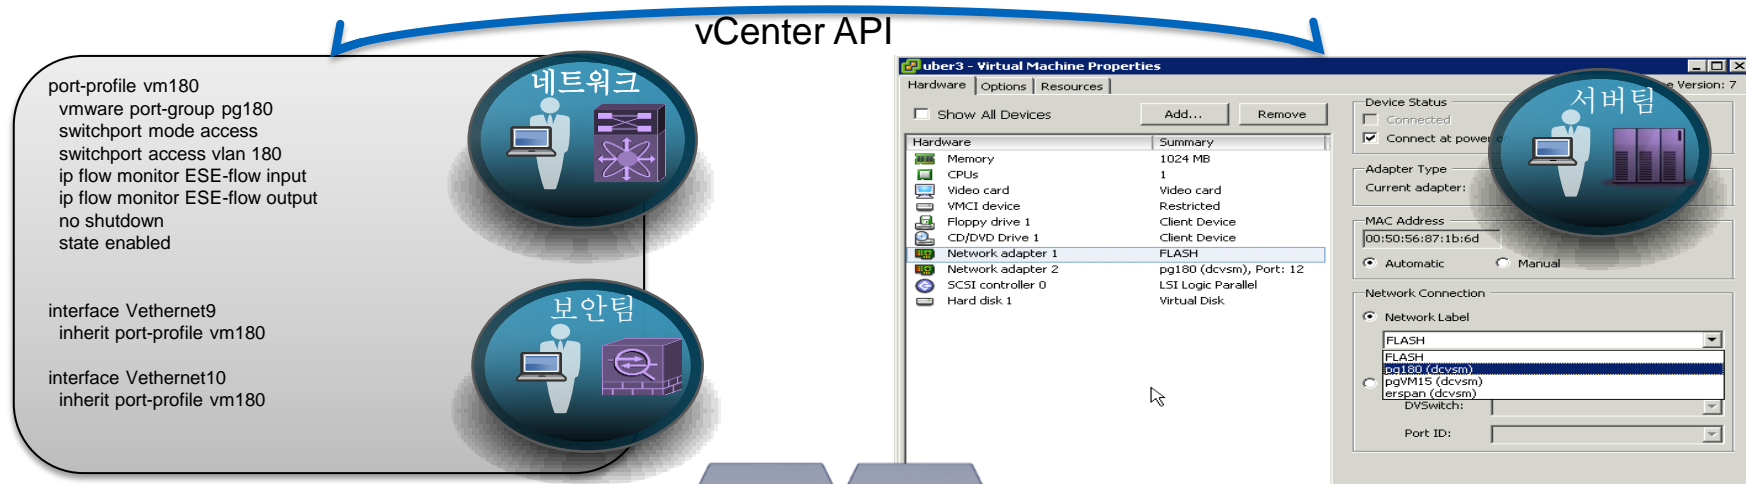 vCenter API
port-profile vm180
vmware port-group pg180
switchport mode access
switchport access vlan 180
ip flow monitor ESE-flow input
ip flow monitor ESE-flow output
no shutdown
state enabled
interface Vethernet9
inherit port-profile vm180
interface Vethernet10
inherit port-profile vm180
네트워크
보안팀
uber3 - Virtual Machine Properties
Hardware Options Resources
Version: 7
Show All Devices Add... Remove
Hardware Summary
Memory 1024 MB
CPUs 1
Video card Video card
VMCI device Restricted
Floppy drive 1 Client Device
CD/DVD Drive 1 Client Device
Network adapter 1 FLASH
Network adapter 2 pg180 (dcvsm), Port: 12
SCSI controller 0 LSI Logic Parallel
Hard disk 1 Virtual Disk
서버팀
Device Status
Connected
Connect at power
Adapter Type
Current adapter:
MAC Address
00:50:56:87:1b:6d
Automatic Manual
Network Connection
Network Label
FLASH
FLASH
pg180 (dcvsm)
pgVM15 (dcvsm)
erspan (dcvsm)
DVSwitch:
Port ID: